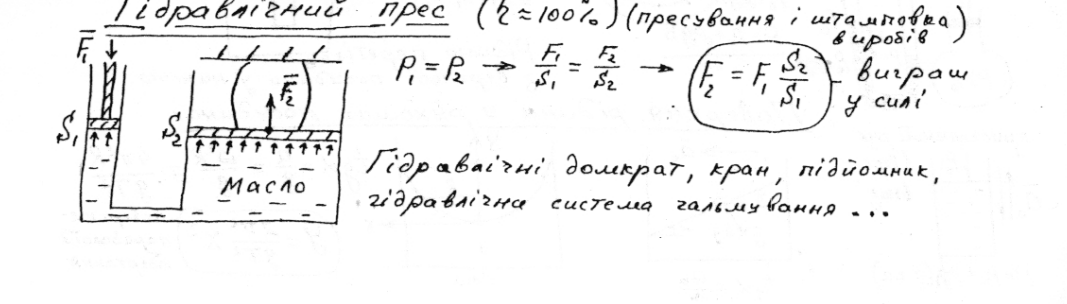 Гідравлічний прес (η ≈ 100%) (пресування і штамповка виробів)
F₁
S₁
S₂
F₂
Масло
P₁ = P₂ → F₁/S₁ = F₂/S₂ → F₂ = F₁ S₂/S₁ - виграш у силі
Гідравлічні домкрат, кран, підйомник,
гідравлічна система гальмування ...